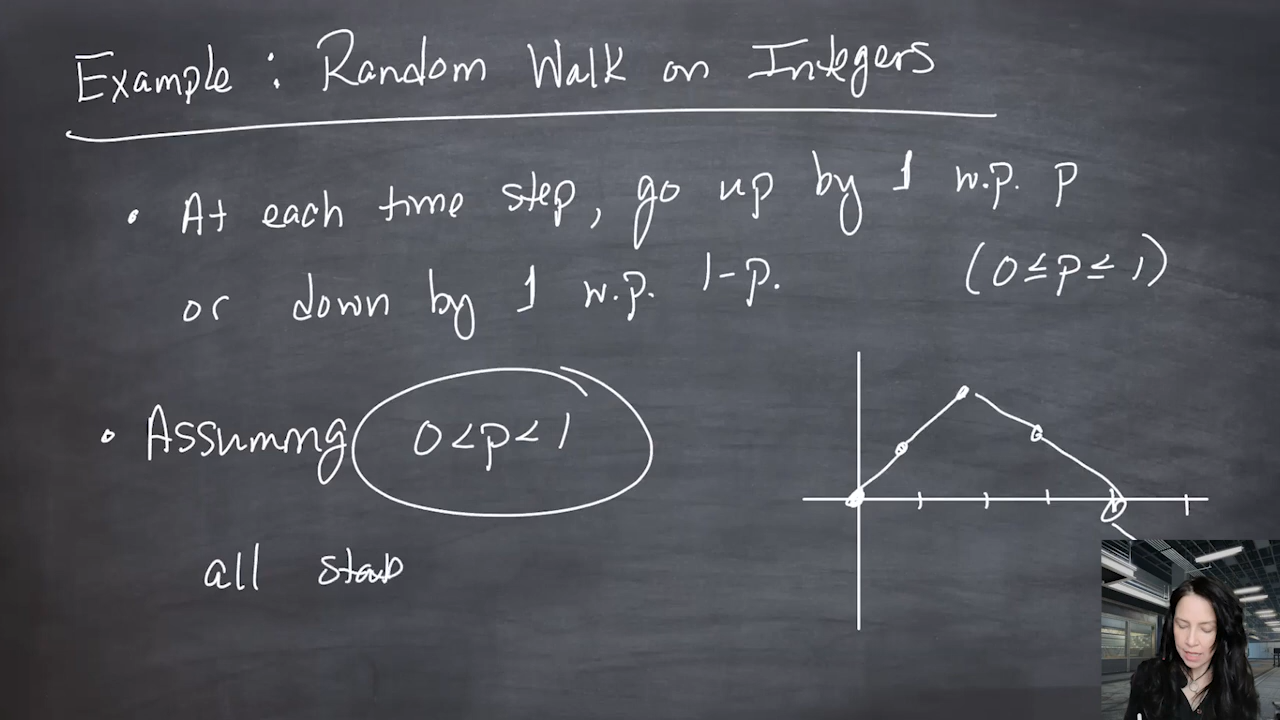 Example: Random Walk on Integers
• At each time step, go up by 1 w.p. p
or down by 1 w.p. 1-p. (0≤p≤1)
• Assuming 0<p<1
all